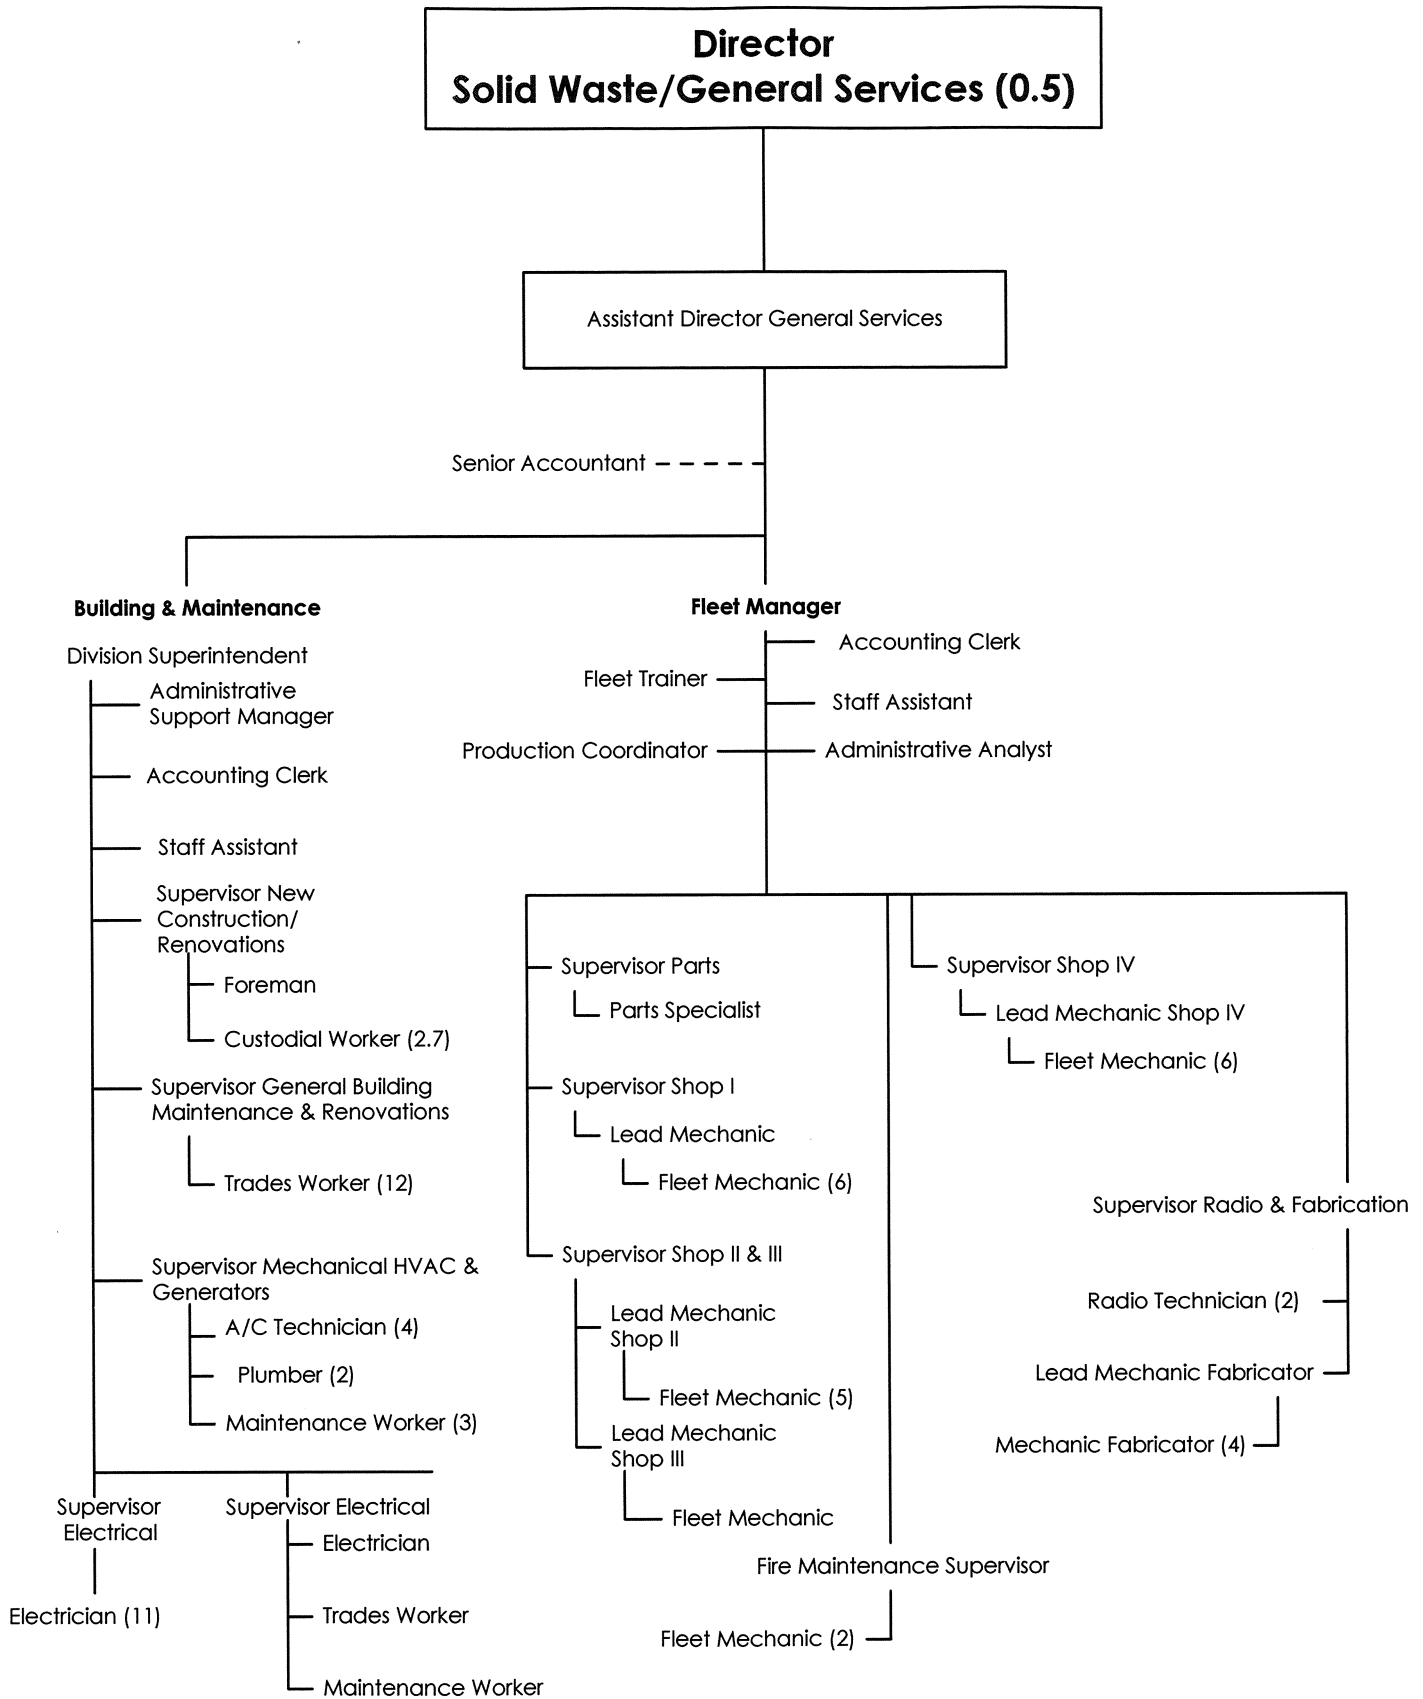 Director
Solid Waste/General Services (0.5)
Assistant Director General Services
Senior Accountant
Building & Maintenance
Division Superintendent
Administrative
Support Manager
Accounting Clerk
Staff Assistant
Supervisor New
Construction/
Renovations
Foreman
Custodial Worker (2.7)
Supervisor General Building
Maintenance & Renovations
Trades Worker (12)
Supervisor Mechanical HVAC &
Generators
A/C Technician (4)
Plumber (2)
Maintenance Worker (3)
Supervisor
Electrical
Electrician (11)
Supervisor Electrical
Electrician
Trades Worker
Maintenance Worker
Fleet Manager
Accounting Clerk
Fleet Trainer
Staff Assistant
Production Coordinator
Administrative Analyst
Supervisor Parts
Parts Specialist
Supervisor Shop I
Lead Mechanic
Fleet Mechanic (6)
Supervisor Shop II & III
Lead Mechanic
Shop II
Fleet Mechanic (5)
Lead Mechanic
Shop III
Fleet Mechanic
Fire Maintenance Supervisor
Fleet Mechanic (2)
Supervisor Shop IV
Lead Mechanic Shop IV
Fleet Mechanic (6)
Supervisor Radio & Fabrication
Radio Technician (2)
Lead Mechanic Fabricator
Mechanic Fabricator (4)